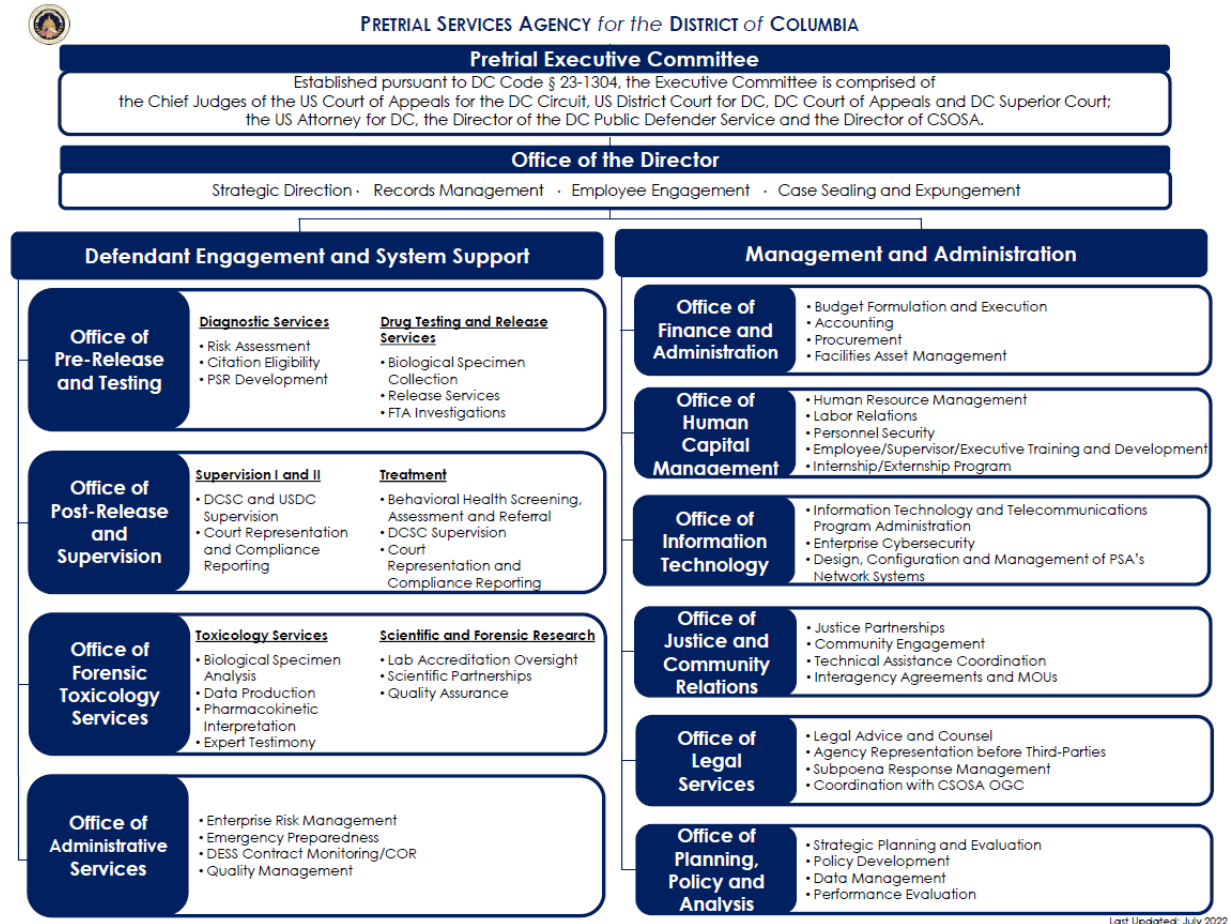 PRETRIAL SERVICES AGENCY for the DISTRICT of COLUMBIA
Pretrial Executive Committee
Established pursuant to DC Code § 23-1304, the Executive Committee is comprised of
the Chief Judges of the US Court of Appeals for the DC Circuit, US District Court for DC, DC Court of Appeals and DC Superior Court;
the US Attorney for DC, the Director of the DC Public Defender Service and the Director of CSOSA.
Office of the Director
Strategic Direction · Records Management · Employee Engagement · Case Sealing and Expungement
Defendant Engagement and System Support
Office of
Pre-Release
and Testing
Diagnostic Services
• Risk Assessment
• Citation Eligibility
• PSR Development
Drug Testing and Release
Services
• Biological Specimen
Collection
• Release Services
• FTA Investigations
Office of
Post-Release
and
Supervision
Supervision I and II
• DCSC and USDC
Supervision
• Court Representation
and Compliance
Reporting
Treatment
• Behavioral Health Screening,
Assessment and Referral
• DCSC Supervision
• Court
Representation and
Compliance Reporting
Office of
Forensic
Toxicology
Services
Toxicology Services
• Biological Specimen
Analysis
• Data Production
• Pharmacokinetic
Interpretation
• Expert Testimony
Scientific and Forensic Research
• Lab Accreditation Oversight
• Scientific Partnerships
• Quality Assurance
Office of
Administrative
Services
• Enterprise Risk Management
• Emergency Preparedness
• DESS Contract Monitoring/COR
• Quality Management
Management and Administration
Office of
Finance and
Administration
• Budget Formulation and Execution
• Accounting
• Procurement
• Facilities Asset Management
Office of
Human
Capital
Management
• Human Resource Management
• Labor Relations
• Personnel Security
• Employee/Supervisor/Executive Training and Development
• Internship/Externship Program
Office of
Information
Technology
• Information Technology and Telecommunications
Program Administration
• Enterprise Cybersecurity
• Design, Configuration and Management of PSA's
Network Systems
Office of
Justice and
Community
Relations
• Justice Partnerships
• Community Engagement
• Technical Assistance Coordination
• Interagency Agreements and MOUs
Office of
Legal
Services
• Legal Advice and Counsel
• Agency Representation before Third-Parties
• Subpoena Response Management
• Coordination with CSOSA OGC
Office of
Planning,
Policy and
Analysis
• Strategic Planning and Evaluation
• Policy Development
• Data Management
• Performance Evaluation
Last Updated: July 2022